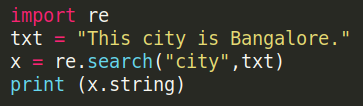 import re
txt = "This city is Bangalore."
x = re.search("city",txt)
print (x.string)